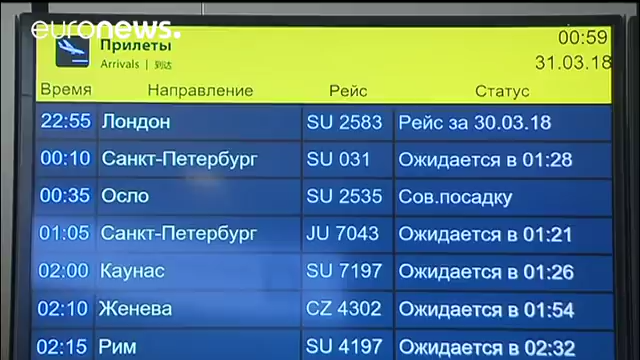 euronews.
Прилеты 00:59
Arrivals | 到达 31.03.18
Время Направление Рейс Статус
22:55 Лондон SU 2583 Рейс за 30.03.18
00:10 Санкт-Петербург SU 031 Ожидается в 01:28
00:35 Осло SU 2535 Сов.посадку
01:05 Санкт-Петербург JU 7043 Ожидается в 01:21
02:00 Каунас SU 7197 Ожидается в 01:26
02:10 Женева CZ 4302 Ожидается в 01:54
02:15 Рим SU 4197 Ожидается в 02:32